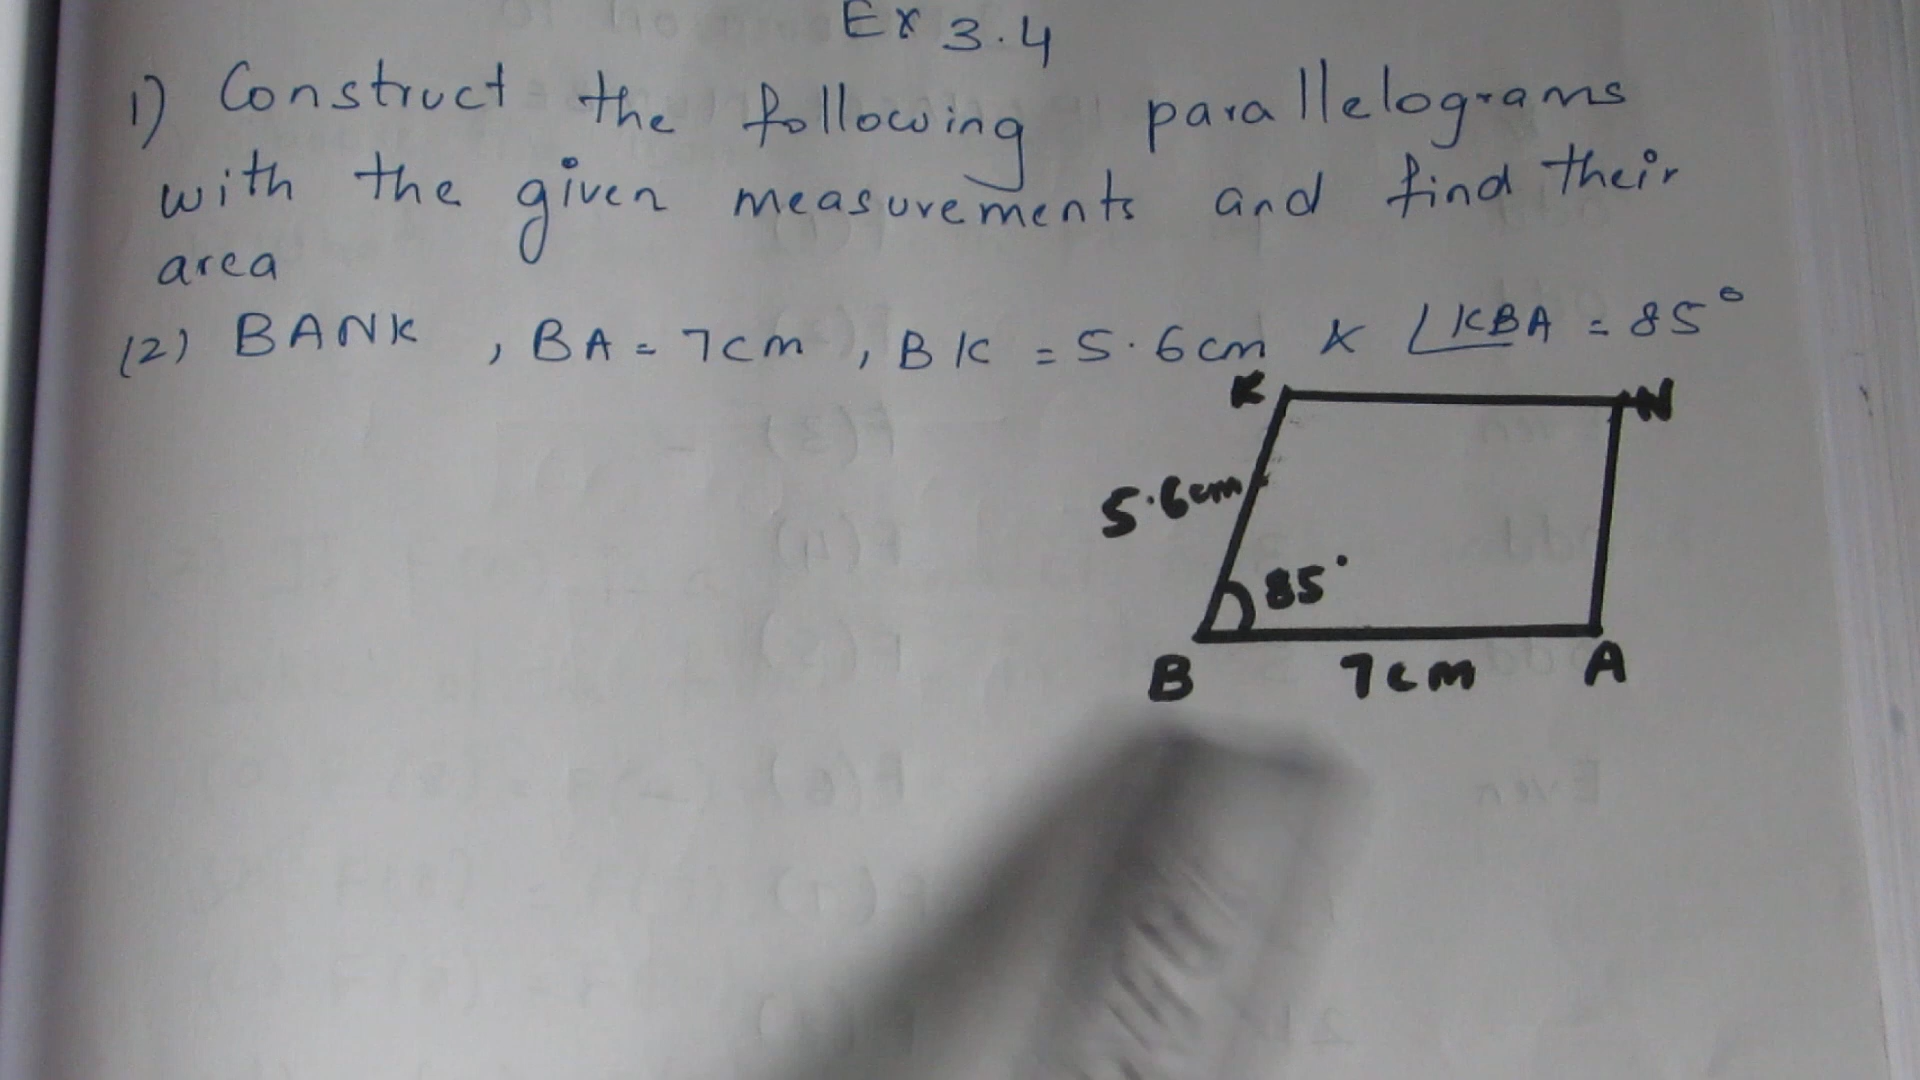 Ex 3.4
1) Construct the following parallelograms
with the given measurements and find their
area
(2) BANK, BA = 7cm, BK = 5.6cm & ∠KBA = 85°
K
N
5.6cm
85°
B
7cm
A